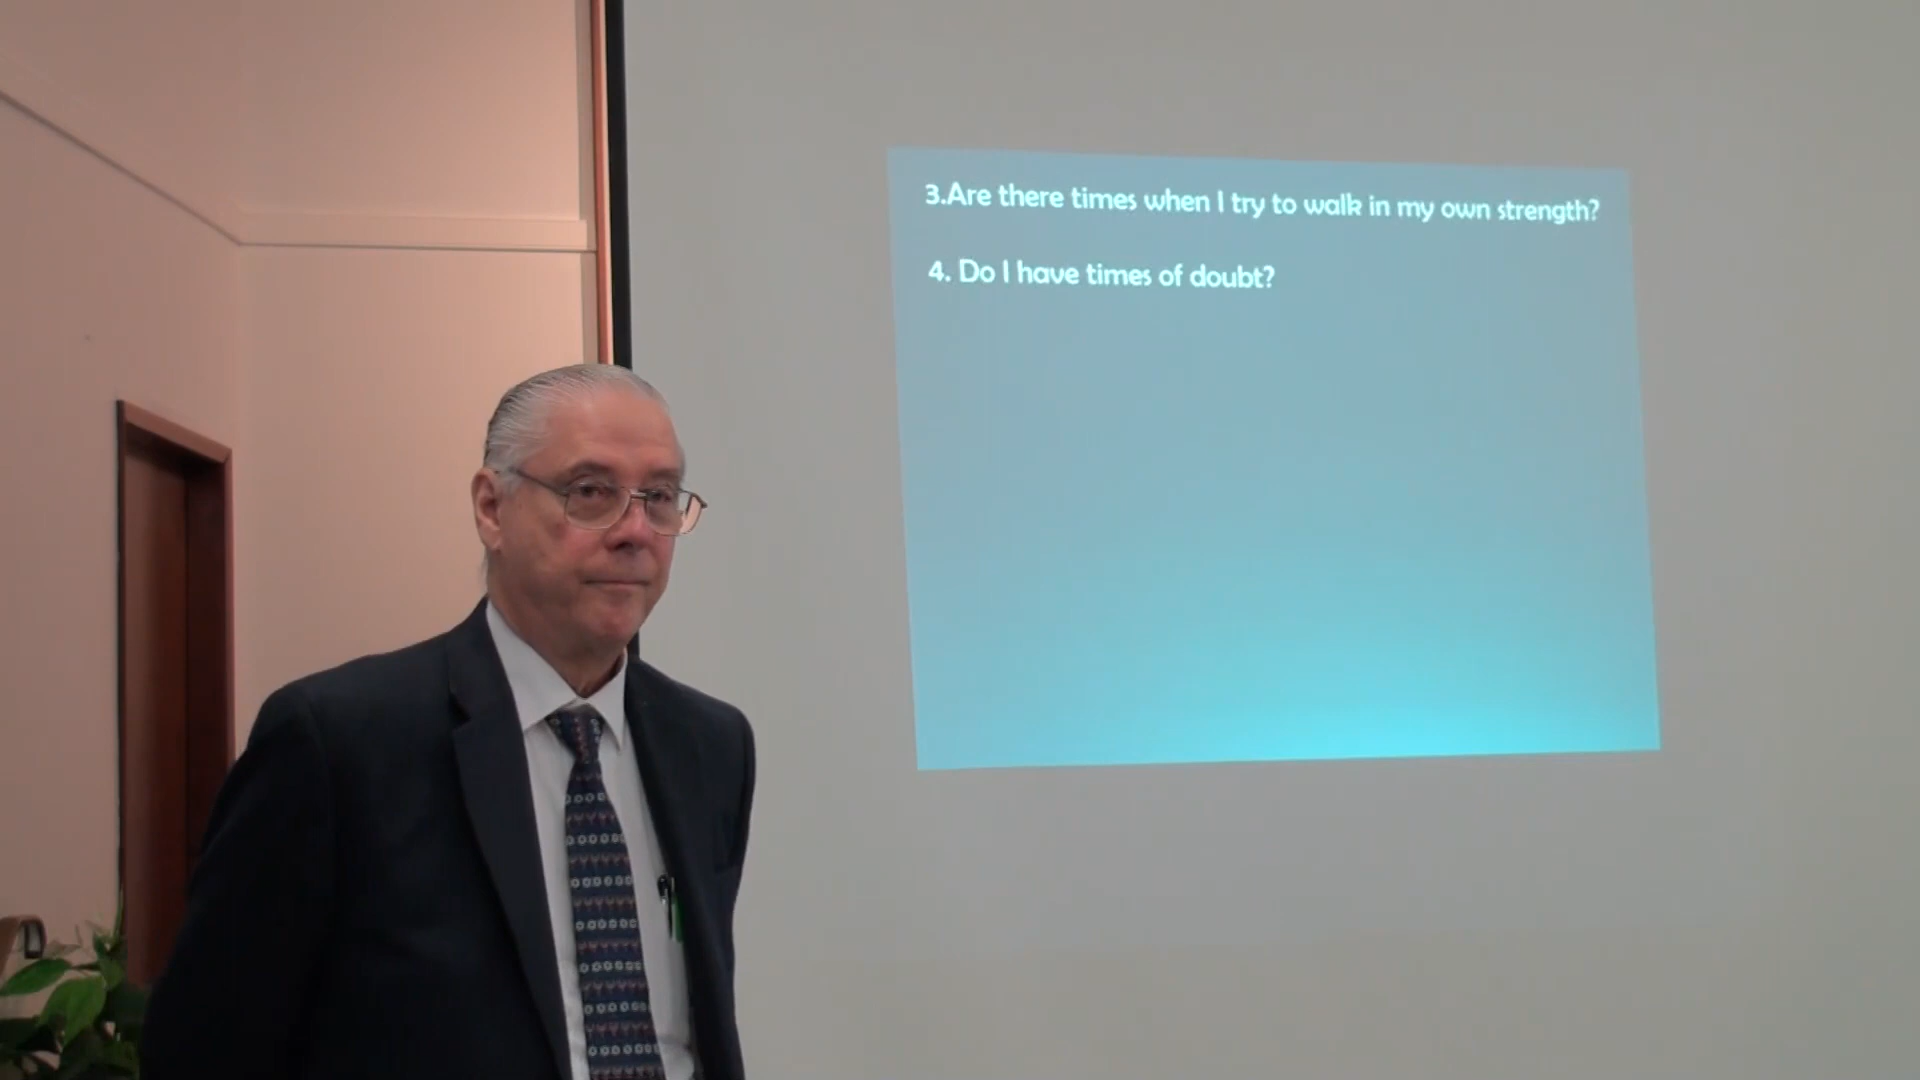 3.Are there times when I try to walk in my own strength?
4. Do I have times of doubt?